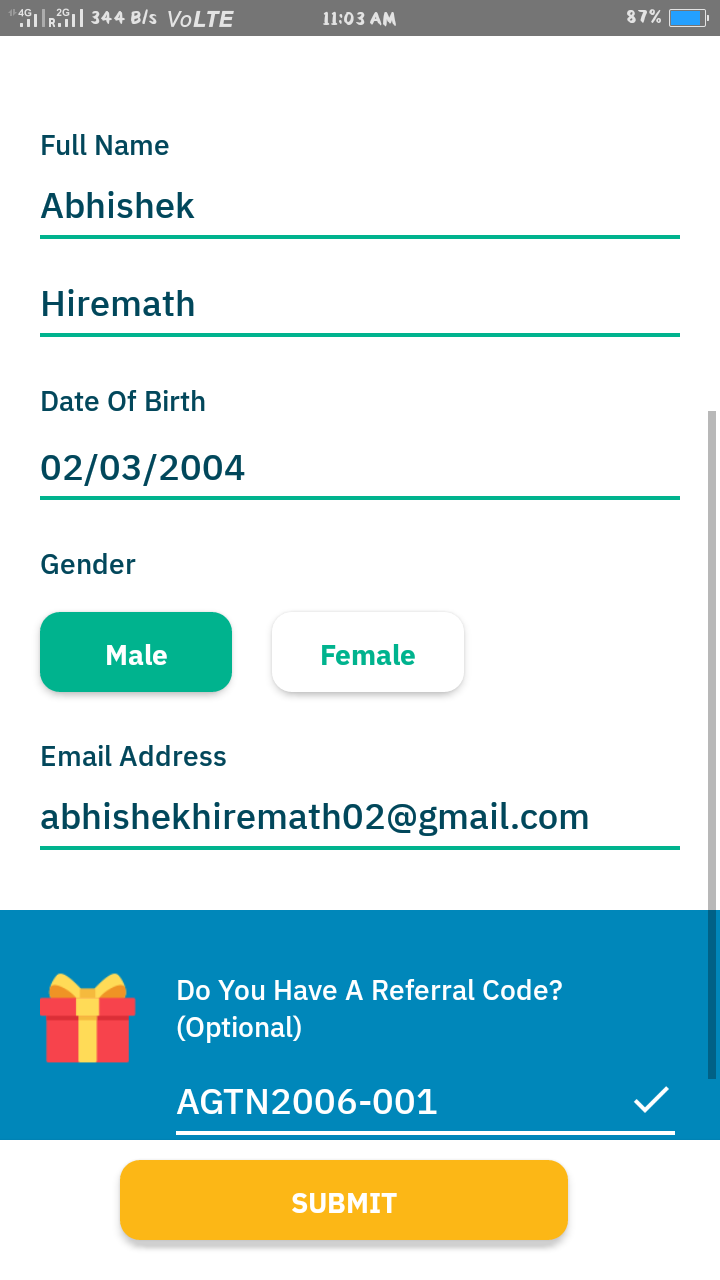 4G R 2G 344 B/s VoLTE 11:03 AM 87%
Full Name
Abhishek
Hiremath
Date Of Birth
02/03/2004
Gender
Male Female
Email Address
abhishekhiremath02@gmail.com
Do You Have A Referral Code?
(Optional)
AGTN2006-001
SUBMIT